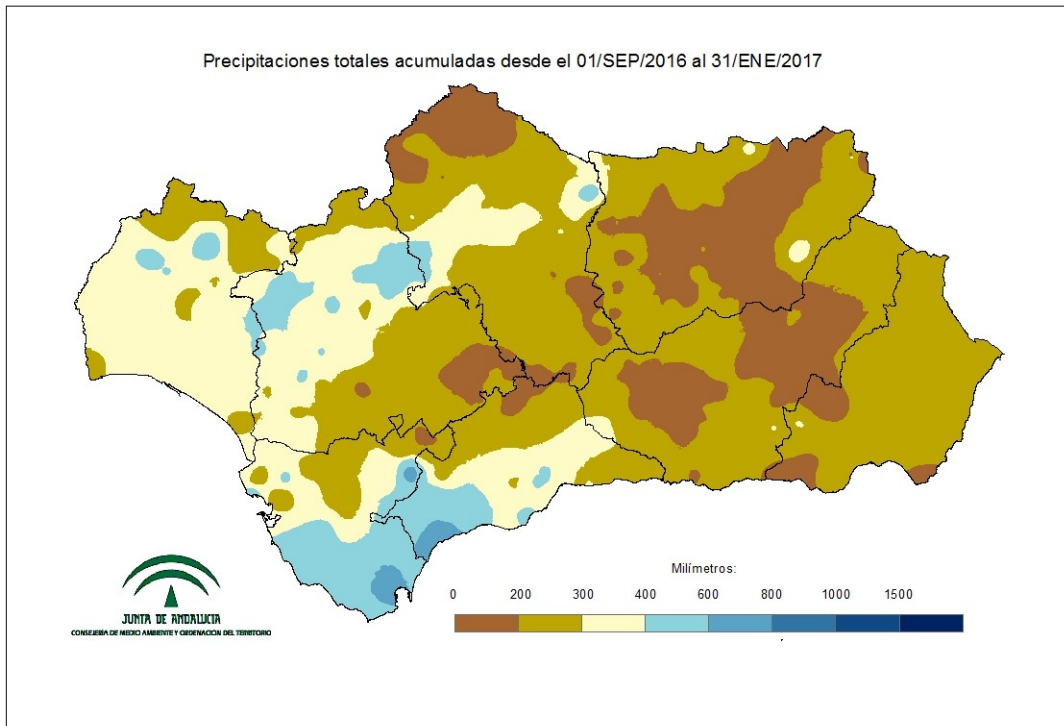 Precipitaciones totales acumuladas desde el 01/SEP/2016 al 31/ENE/2017
Milímetros:
0 200 300 400 600 800 1000 1500
JUNTA DE ANDALUCIA
CONSEJERÍA DE MEDIO AMBIENTE Y ORDENACIÓN DEL TERRITORIO